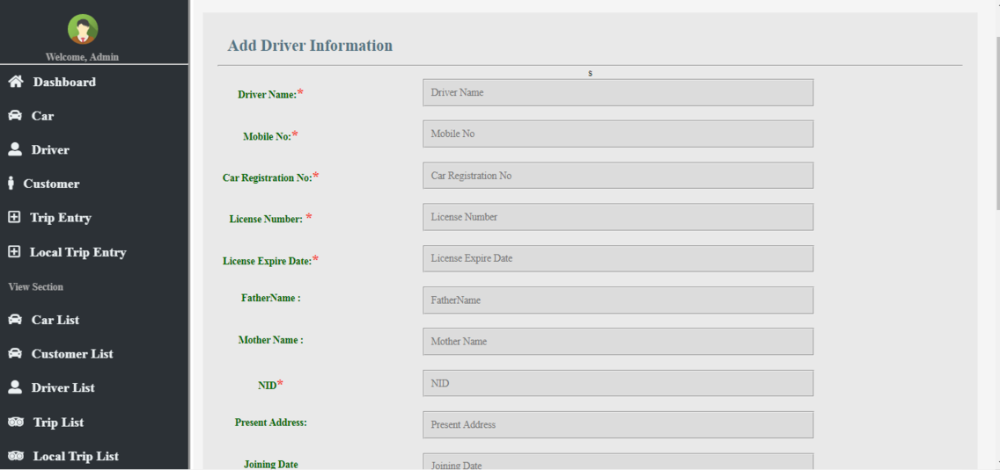 Welcome, Admin
Dashboard
Car
Driver
Customer
Trip Entry
Local Trip Entry
View Section
Car List
Customer List
Driver List
Trip List
Local Trip List
Add Driver Information
s
Driver Name:* Driver Name
Mobile No:* Mobile No
Car Registration No:* Car Registration No
License Number: * License Number
License Expire Date:* License Expire Date
FatherName : FatherName
Mother Name : Mother Name
NID* NID
Present Address: Present Address
Joining Date Joining Date